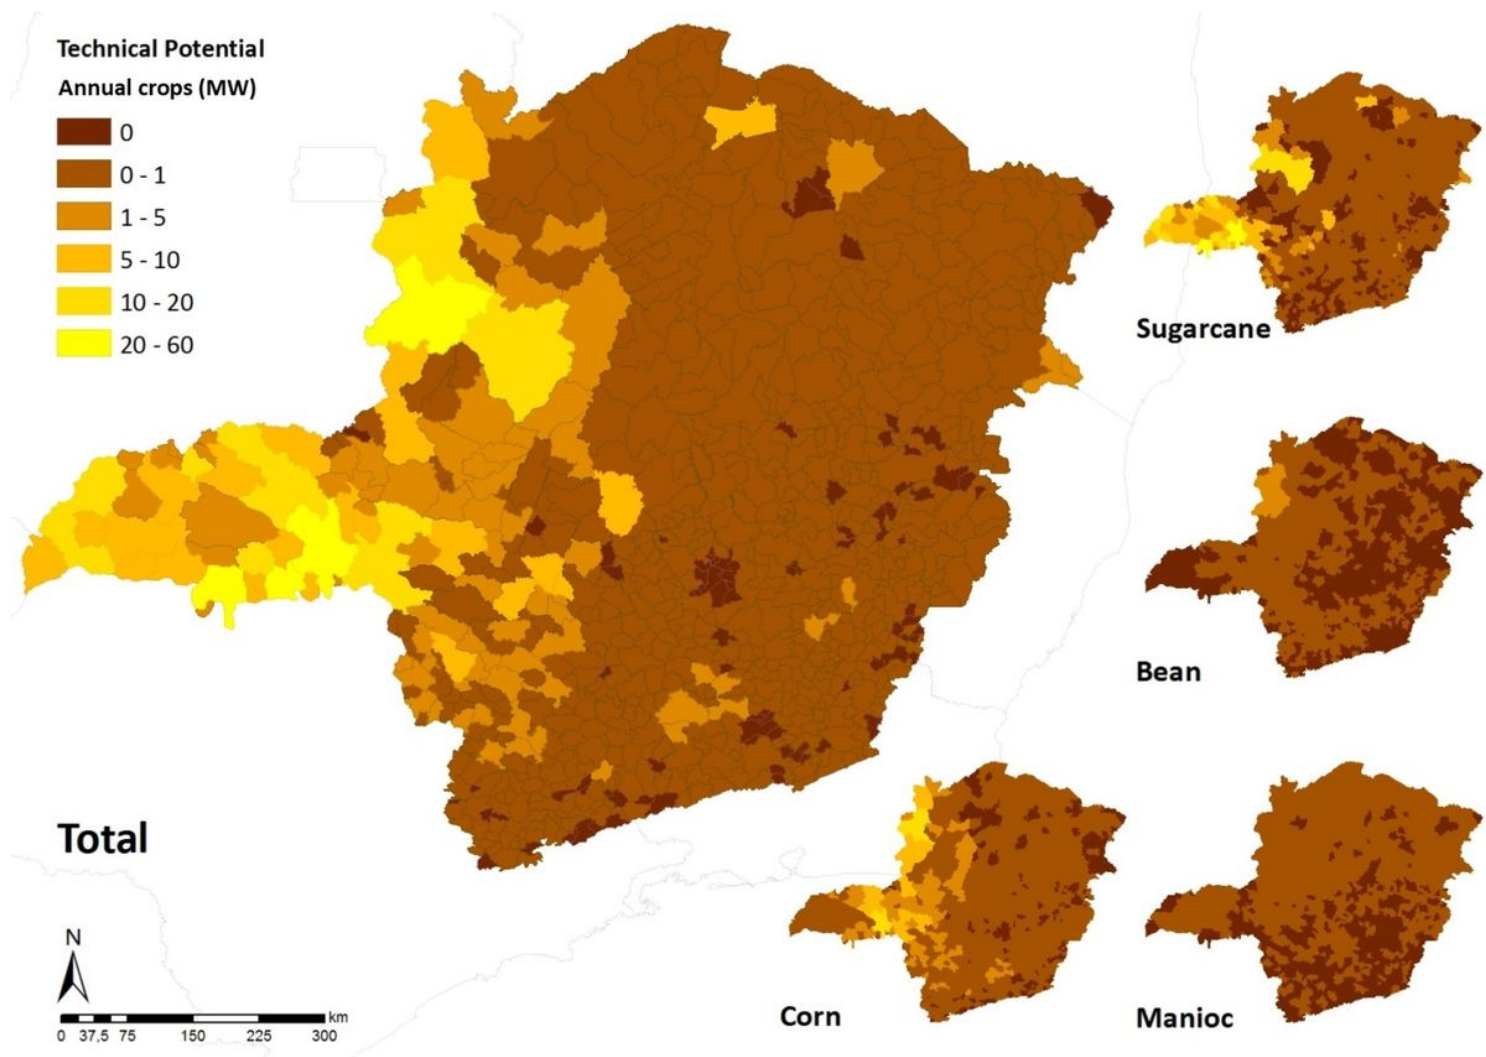 Technical Potential
Annual crops (MW)
0
0 - 1
1 - 5
5 - 10
10 - 20
20 - 60
Sugarcane
Bean
Total
Corn
Manioc
N
km
0 37,5 75 150 225 300